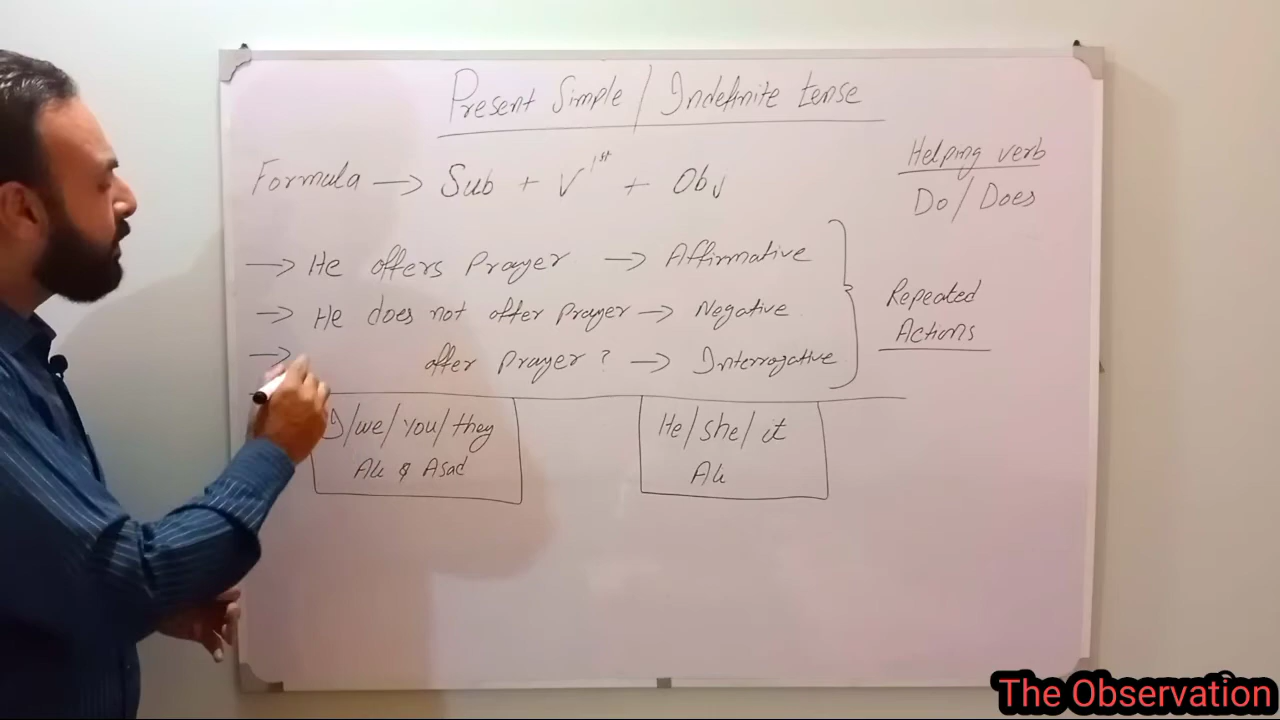 Present Simple / Indefinite tense
Formula → Sub + V 1st + Obj
Helping verb
Do / Does
→ He offers Prayer → Affirmative
→ He does not offer prayer → Negative
→ offer prayer ? → Interrogative
Repeated
Actions
I/we/you/they
Ali & Asad
He/she/it
Ali
The Observation